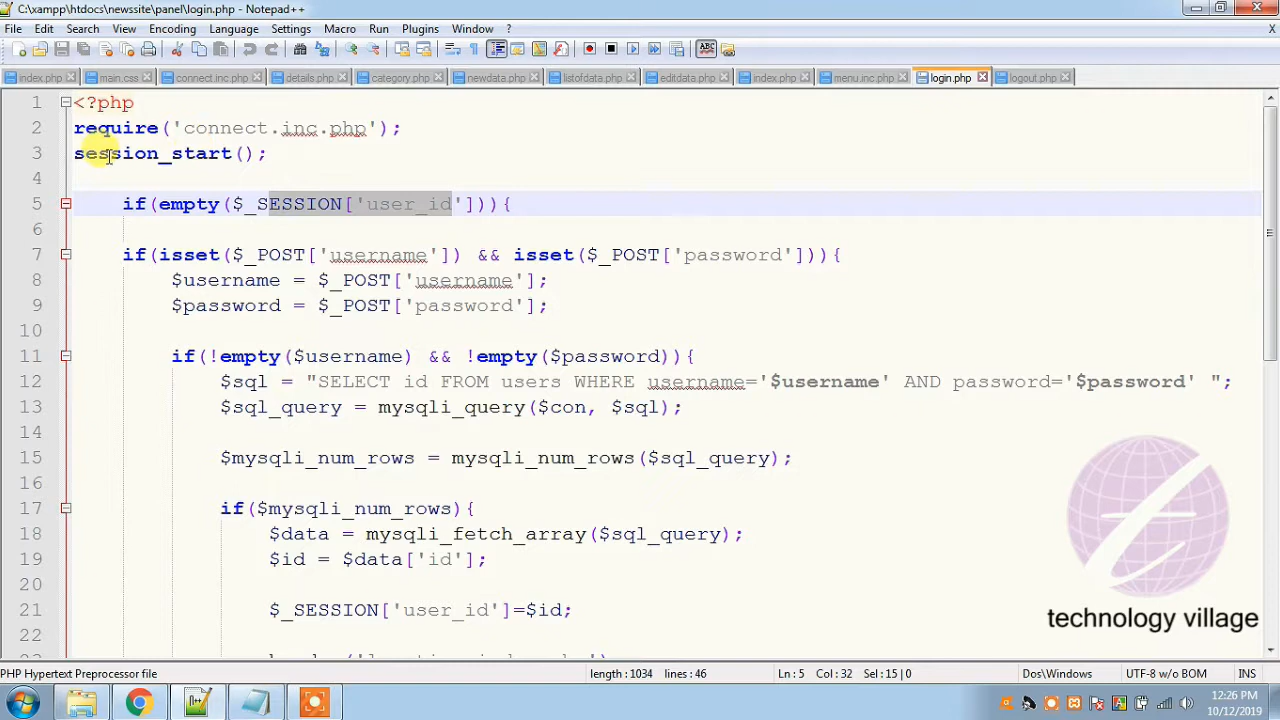 C:\xampp\htdocs\newssite\panel\login.php - Notepad++
File Edit Search View Encoding Language Settings Macro Run Plugins Window ? X
index.php main.css connect.inc.php details.php category.php newdata.php listofdata.php editdata.php index.php menu.inc.php login.php logout.php
1 <?php
2 require('connect.inc.php');
3 session_start();
4
5 if(empty($_SESSION['user_id'])){
6
7 if(isset($_POST['username']) && isset($_POST['password'])){
8 $username = $_POST['username'];
9 $password = $_POST['password'];
10
11 if(!empty($username) && !empty($password)){
12 $sql = "SELECT id FROM users WHERE username='$username' AND password='$password' ";
13 $sql_query = mysqli_query($con, $sql);
14
15 $mysqli_num_rows = mysqli_num_rows($sql_query);
16
17 if($mysqli_num_rows){
18 $data = mysqli_fetch_array($sql_query);
19 $id = $data['id'];
20
21 $_SESSION['user_id']=$id;
22
technology village
PHP Hypertext Preprocessor file length : 1034 lines : 46 Ln : 5 Col : 32 Sel : 15 | 0 Dos\Windows UTF-8 w/o BOM INS
12:26 PM
10/12/2019